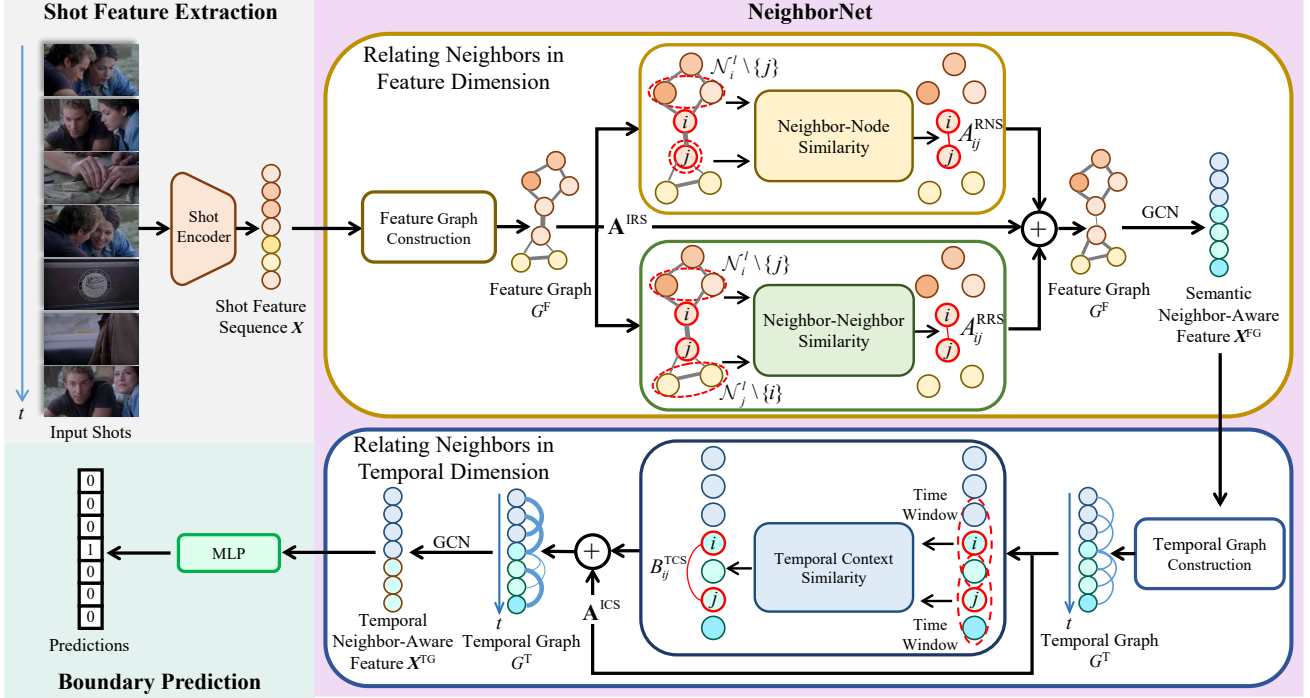 Shot Feature Extraction
t
Input Shots
Shot
Encoder
Shot Feature
Sequence X
NeighborNet
Relating Neighbors in
Feature Dimension
Feature Graph
Construction
Feature Graph
G^F
A^IRS
𝒩_i^l \ {j}
i
j
Neighbor-Node
Similarity
i
j
A_ij^RNS
𝒩_i^l \ {j}
i
j
𝒩_j^l \ {i}
Neighbor-Neighbor
Similarity
i
j
A_ij^RRS
+
Feature Graph
G^F
GCN
Semantic
Neighbor-Aware
Feature X^FG
Relating Neighbors in
Temporal Dimension
Temporal Graph
Construction
t
Temporal Graph
G^T
Time
Window
i
j
Time
Window
Temporal Context
Similarity
B_ij^TCS
i
j
A^ICS
+
t
Temporal Graph
G^T
GCN
Temporal
Neighbor-Aware
Feature X^TG
MLP
0
0
0
1
0
0
0
Predictions
Boundary Prediction